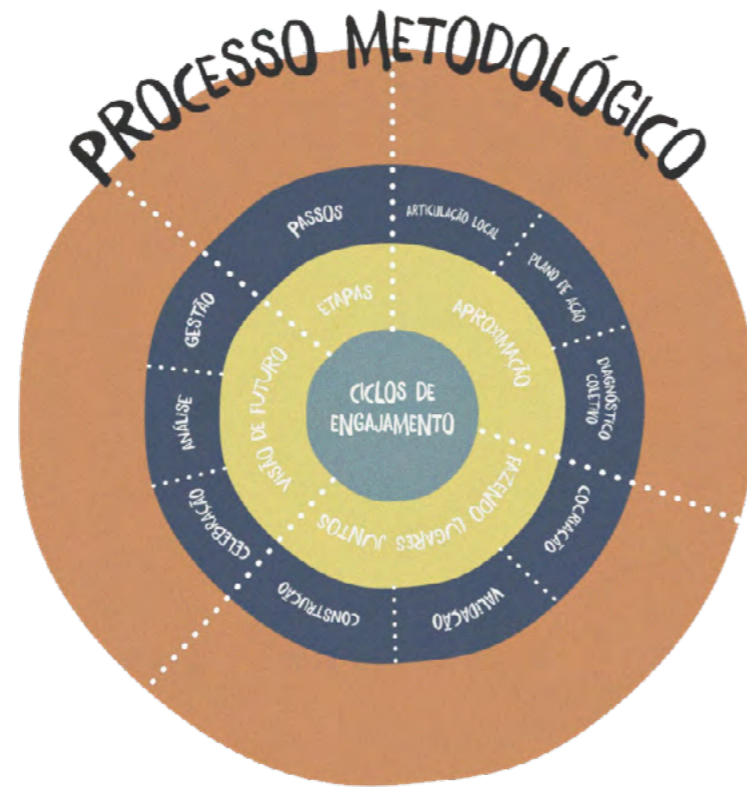 PROCESSO METODOLÓGICO
PASSOS
ARTICULAÇÃO LOCAL
PLANO DE AÇÃO
DIAGNÓSTICO
COLETIVO
COCRIAÇÃO
VALIDAÇÃO
CONSTRUÇÃO
CELEBRAÇÃO
ANÁLISE
GESTÃO
ETAPAS
APROXIMAÇÃO
FAZENDO LUGARES JUNTOS
VISÃO DE FUTURO
CICLOS DE
ENGAJAMENTO